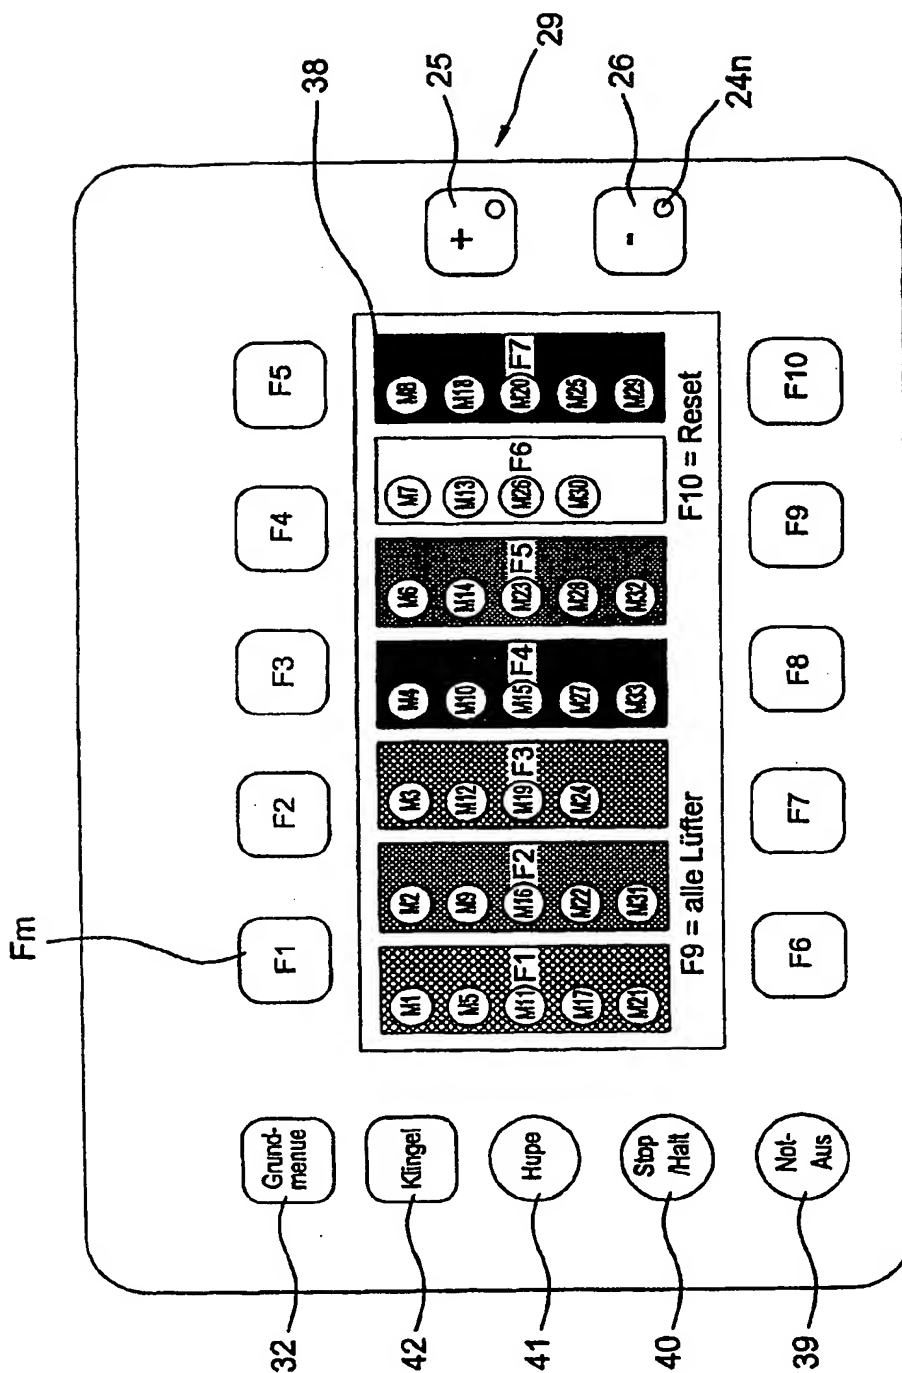 Fm
F1
F2
F3
F4
F5
38
25
29
26
24n
+
-
32
Grund-
menue
42
Klingel
41
Hupe
40
Stop
/Halt
39
Not-
Aus
M1
M5
M11 F1
M17
M21
M2
M9
M16 F2
M22
M31
M3
M12
M19 F3
M24
M4
M10
M15 F4
M27
M33
M6
M14
M23 F5
M28
M32
M7
M13
M26 F6
M30
M8
M18
M20 F7
M25
M29
F9 = alle Lüfter
F10 = Reset
F6
F7
F8
F9
F10